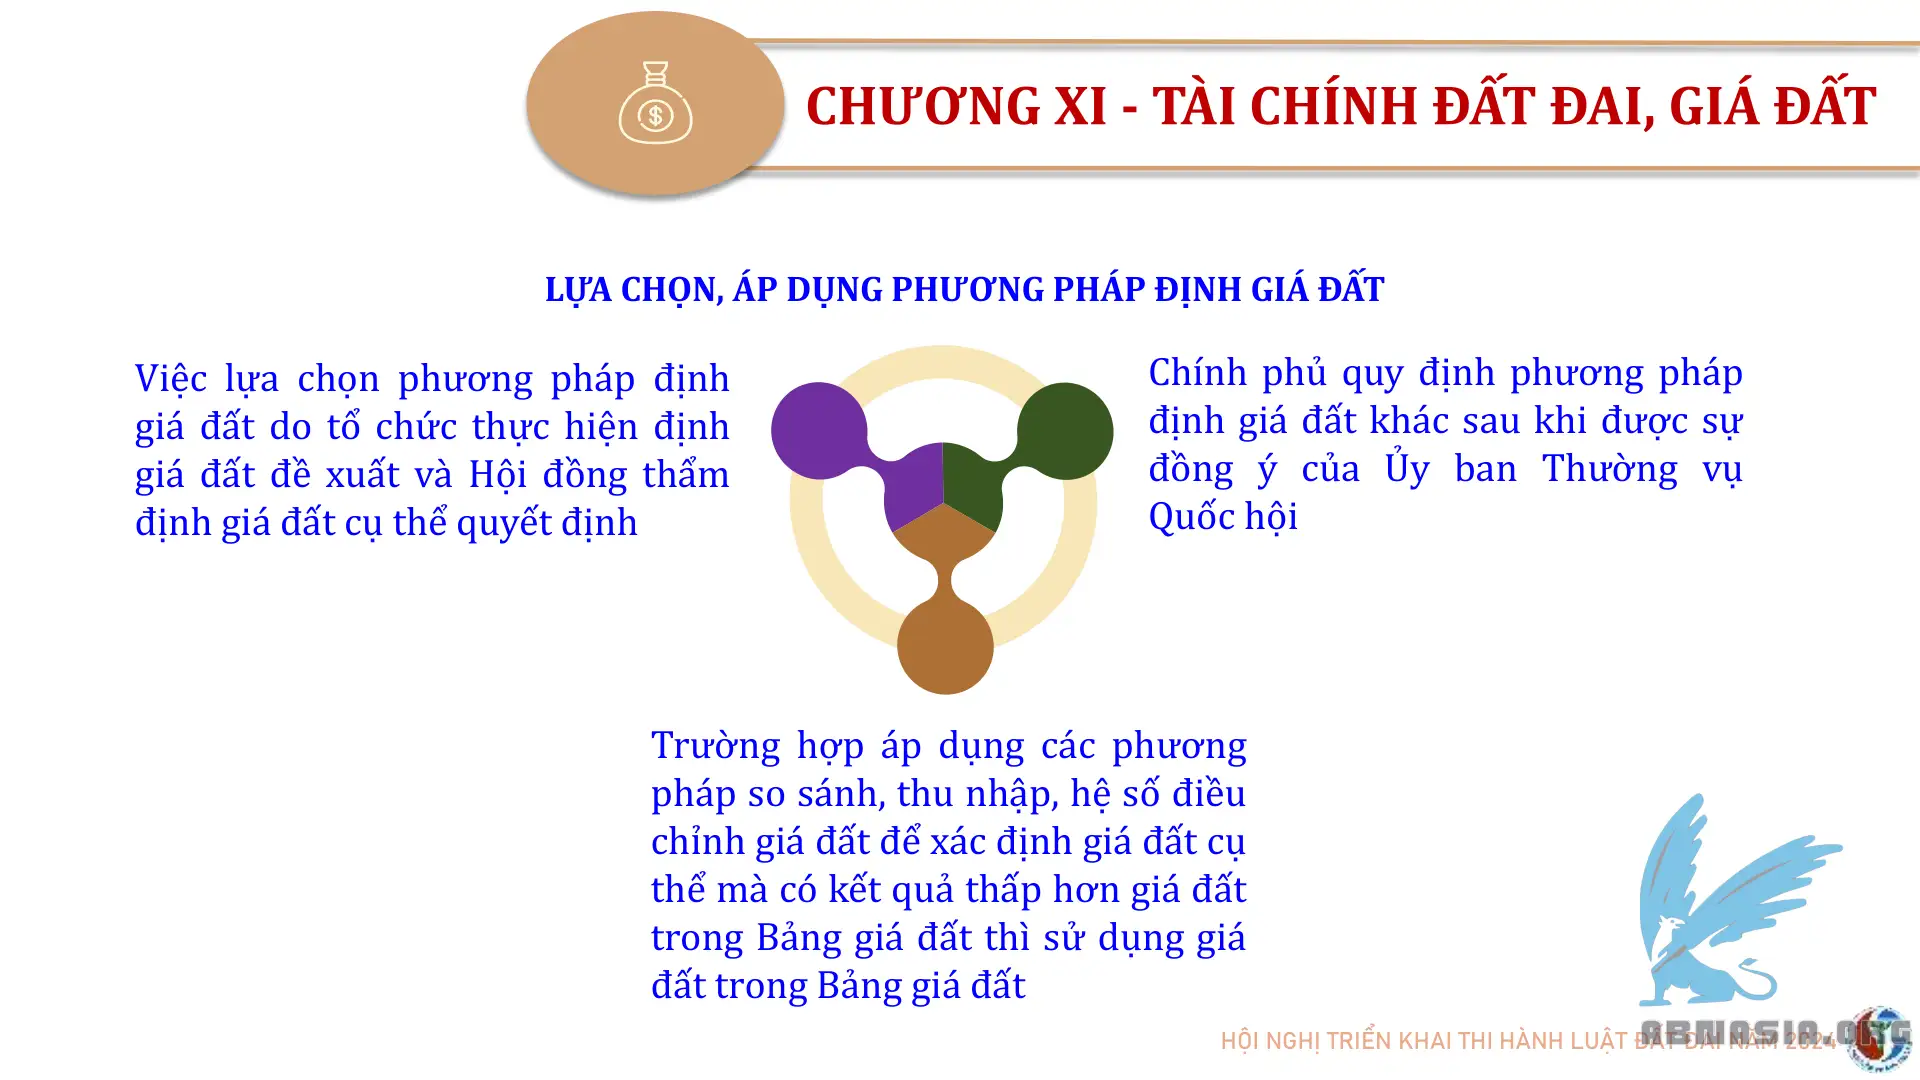 CHƯƠNG XI - TÀI CHÍNH ĐẤT ĐAI, GIÁ ĐẤT
LỰA CHỌN, ÁP DỤNG PHƯƠNG PHÁP ĐỊNH GIÁ ĐẤT
Việc lựa chọn phương pháp định
giá đất do tổ chức thực hiện định
giá đất đề xuất và Hội đồng thẩm
định giá đất cụ thể quyết định
Chính phủ quy định phương pháp
định giá đất khác sau khi được sự
đồng ý của Ủy ban Thường vụ
Quốc hội
Trường hợp áp dụng các phương
pháp so sánh, thu nhập, hệ số điều
chỉnh giá đất để xác định giá đất cụ
thể mà có kết quả thấp hơn giá đất
trong Bảng giá đất thì sử dụng giá
đất trong Bảng giá đất
HỘI NGHỊ TRIỂN KHAI THI HÀNH LUẬT ĐẤT ĐAI NĂM 2024
ABMASIA.ORG